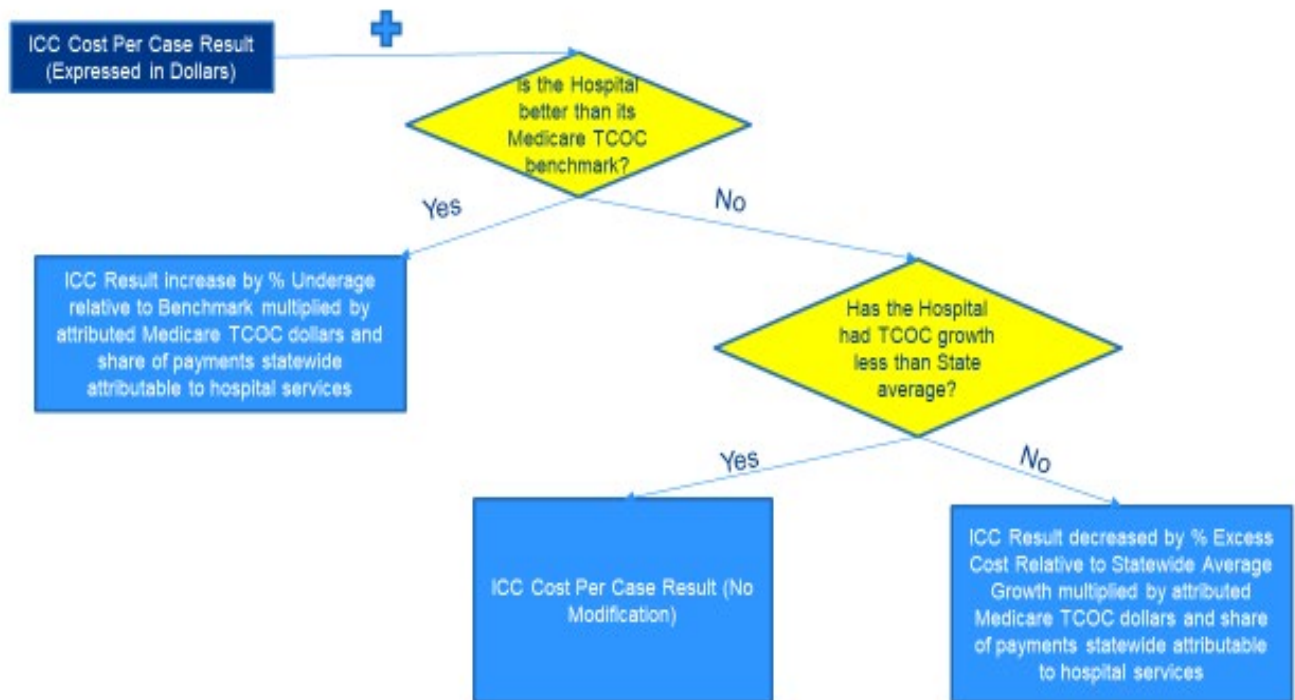 ICC Cost Per Case Result
(Expressed in Dollars)
Is the Hospital
better than its
Medicare TCOC
benchmark?
Yes
No
ICC Result increase by % Underage
relative to Benchmark multiplied by
attributed Medicare TCOC dollars and
share of payments statewide
attributable to hospital services
Has the Hospital
had TCOC growth
less than State
average?
Yes
No
ICC Cost Per Case Result (No
Modification)
ICC Result decreased by % Excess
Cost Relative to Statewide Average
Growth multiplied by attributed
Medicare TCOC dollars and share
of payments statewide attributable
to hospital services